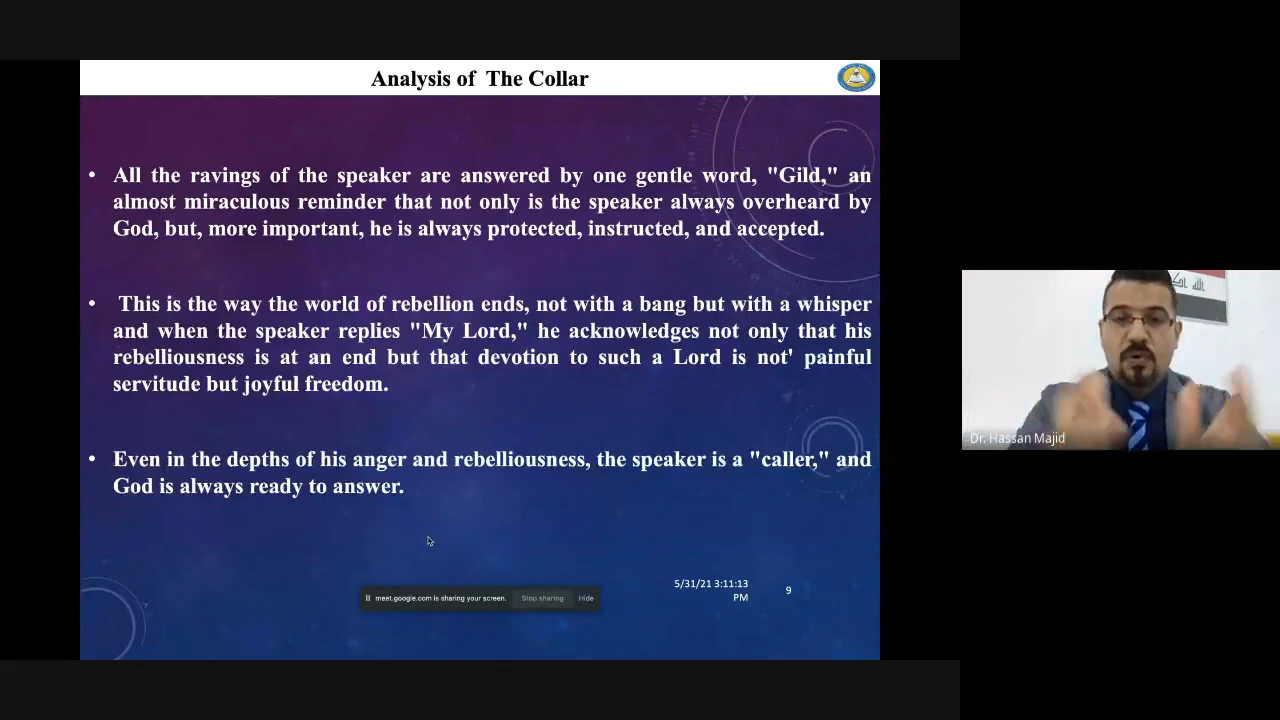 Analysis of The Collar
• All the ravings of the speaker are answered by one gentle word, "Gild," an
almost miraculous reminder that not only is the speaker always overheard by
God, but, more important, he is always protected, instructed, and accepted.
• This is the way the world of rebellion ends, not with a bang but with a whisper
and when the speaker replies "My Lord," he acknowledges not only that his
rebelliousness is at an end but that devotion to such a Lord is not' painful
servitude but joyful freedom.
• Even in the depths of his anger and rebelliousness, the speaker is a "caller," and
God is always ready to answer.
meet.google.com is sharing your screen. Stop sharing Hide
5/31/21 3:11:13
PM
9
Dr. Hassan Majid